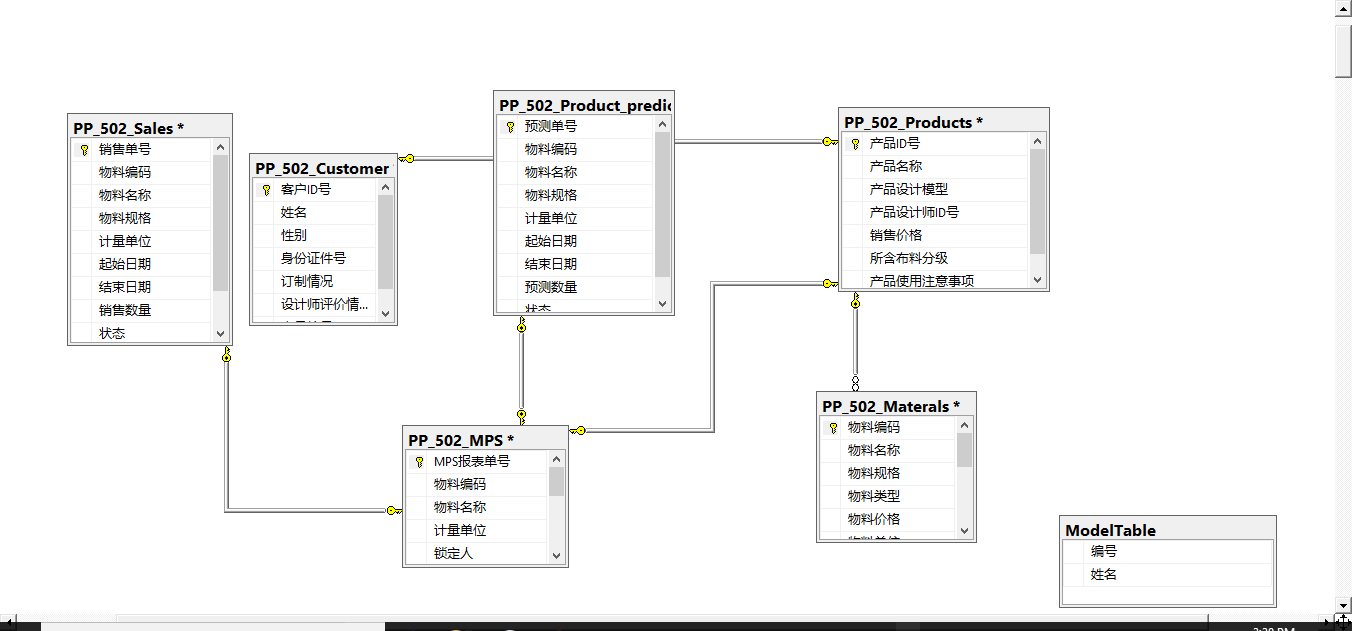 PP_502_Sales *
销售单号
物料编码
物料名称
物料规格
计量单位
起始日期
结束日期
销售数量
状态
PP_502_Customer
客户ID号
姓名
性别
身份证件号
订制情况
设计师评价情...
PP_502_Product_predic
预测单号
物料编码
物料名称
物料规格
计量单位
起始日期
结束日期
预测数量
状态
PP_502_Products *
产品ID号
产品名称
产品设计模型
产品设计师ID号
销售价格
所含布料分级
产品使用注意事项
PP_502_MPS *
MPS报表单号
物料编码
物料名称
计量单位
锁定人
PP_502_Materals *
物料编码
物料名称
物料规格
物料类型
物料价格
物料单位
ModelTable
编号
姓名